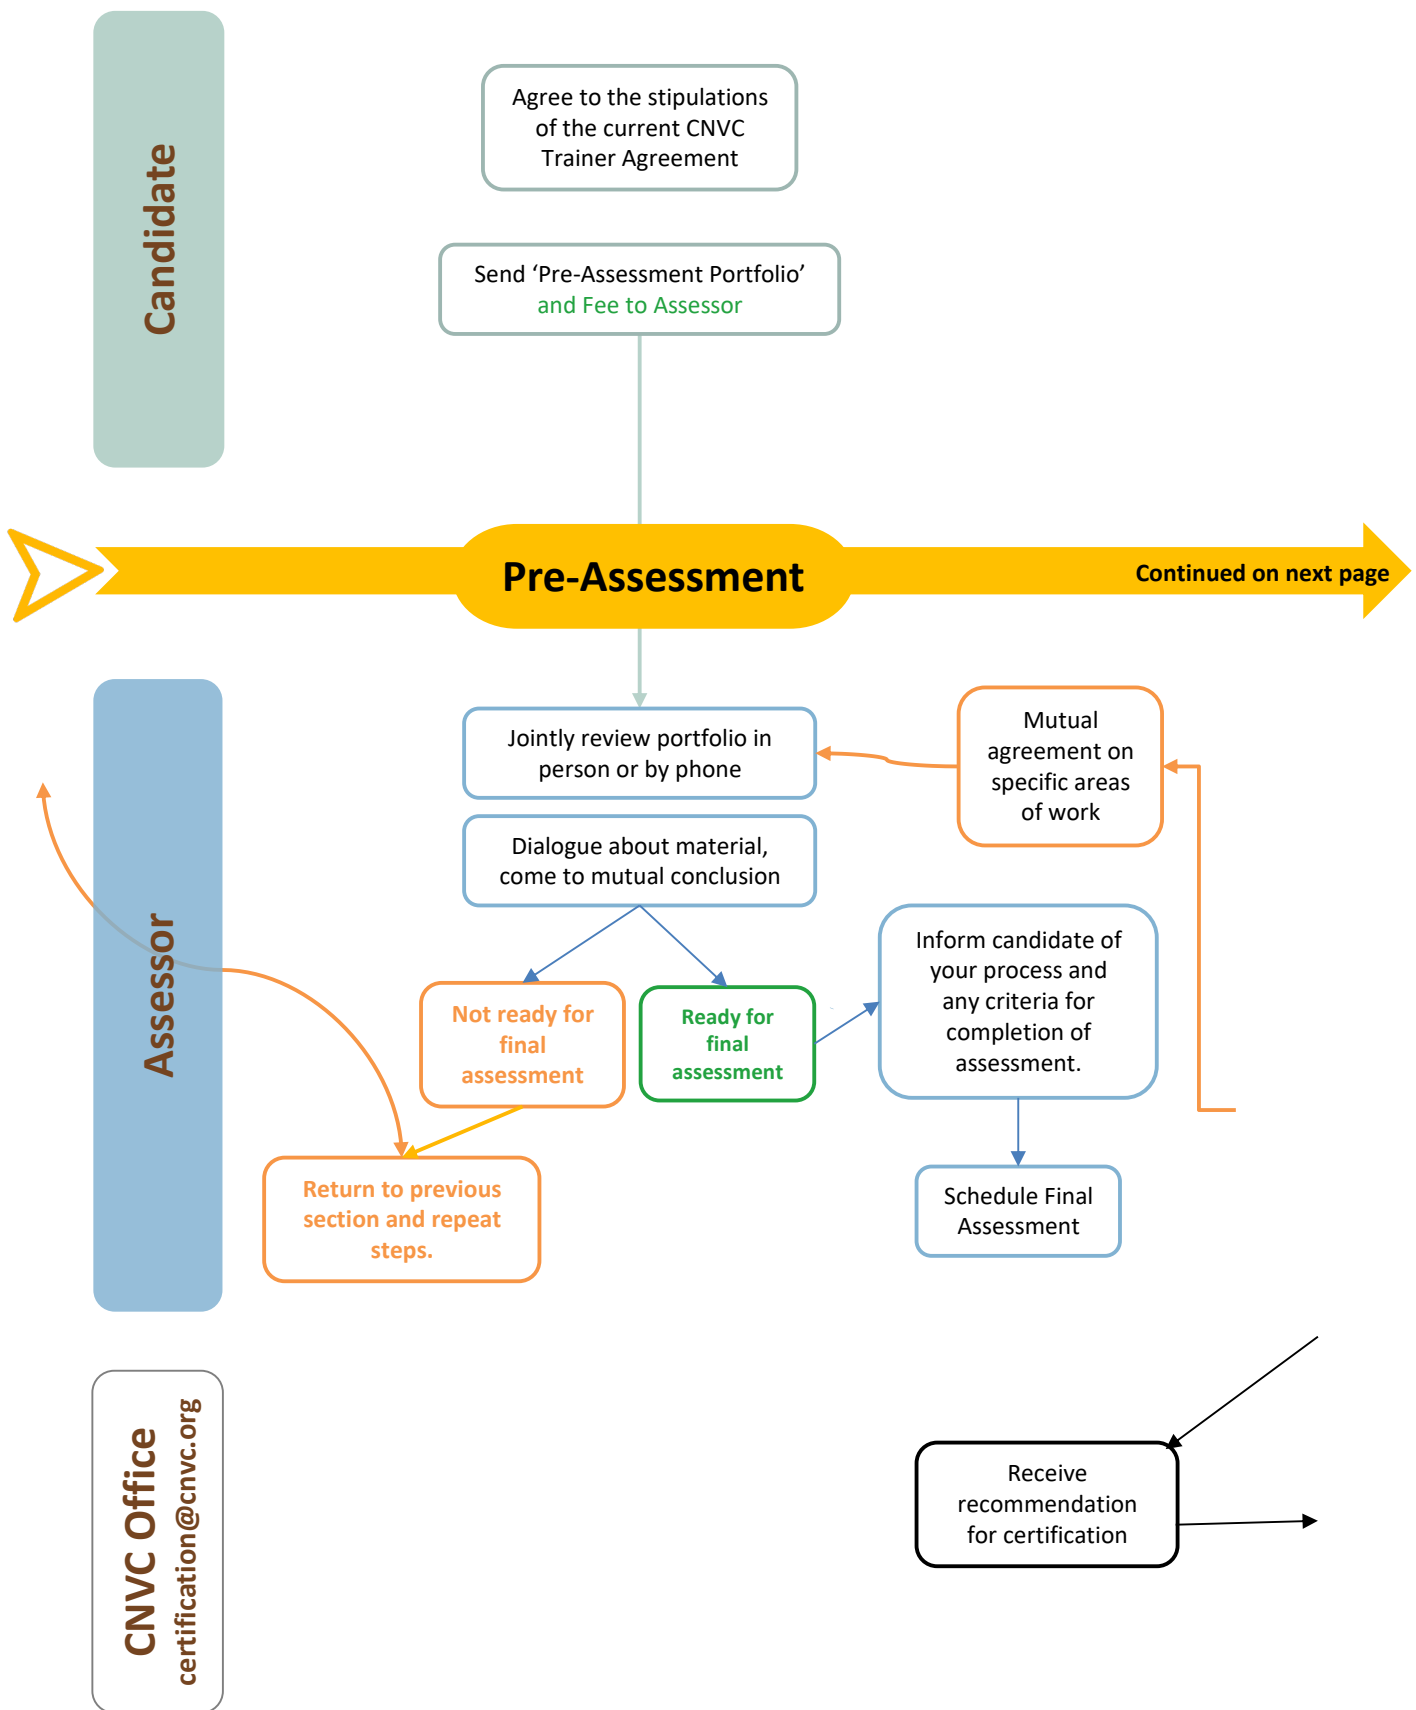 Candidate
Agree to the stipulations
of the current CNVC
Trainer Agreement
Send ‘Pre-Assessment Portfolio’
and Fee to Assessor
Pre-Assessment
Continued on next page
Assessor
Jointly review portfolio in
person or by phone
Mutual
agreement on
specific areas
of work
Dialogue about material,
come to mutual conclusion
Not ready for
final
assessment
Ready for
final
assessment
Inform candidate of
your process and
any criteria for
completion of
assessment.
Return to previous
section and repeat
steps.
Schedule Final
Assessment
CNVC Office
certification@cnvc.org
Receive
recommendation
for certification